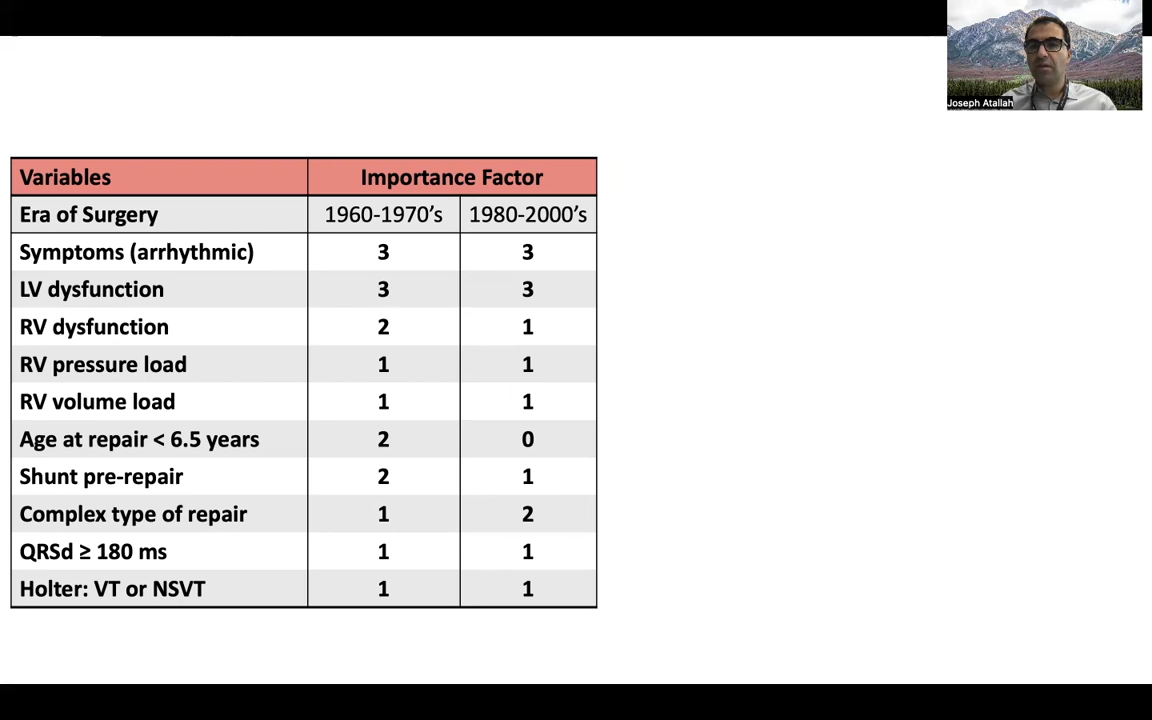 Joseph Atallah
Variables Importance Factor
Era of Surgery 1960-1970's 1980-2000's
Symptoms (arrhythmic) 3 3
LV dysfunction 3 3
RV dysfunction 2 1
RV pressure load 1 1
RV volume load 1 1
Age at repair < 6.5 years 2 0
Shunt pre-repair 2 1
Complex type of repair 1 2
QRSd ≥ 180 ms 1 1
Holter: VT or NSVT 1 1